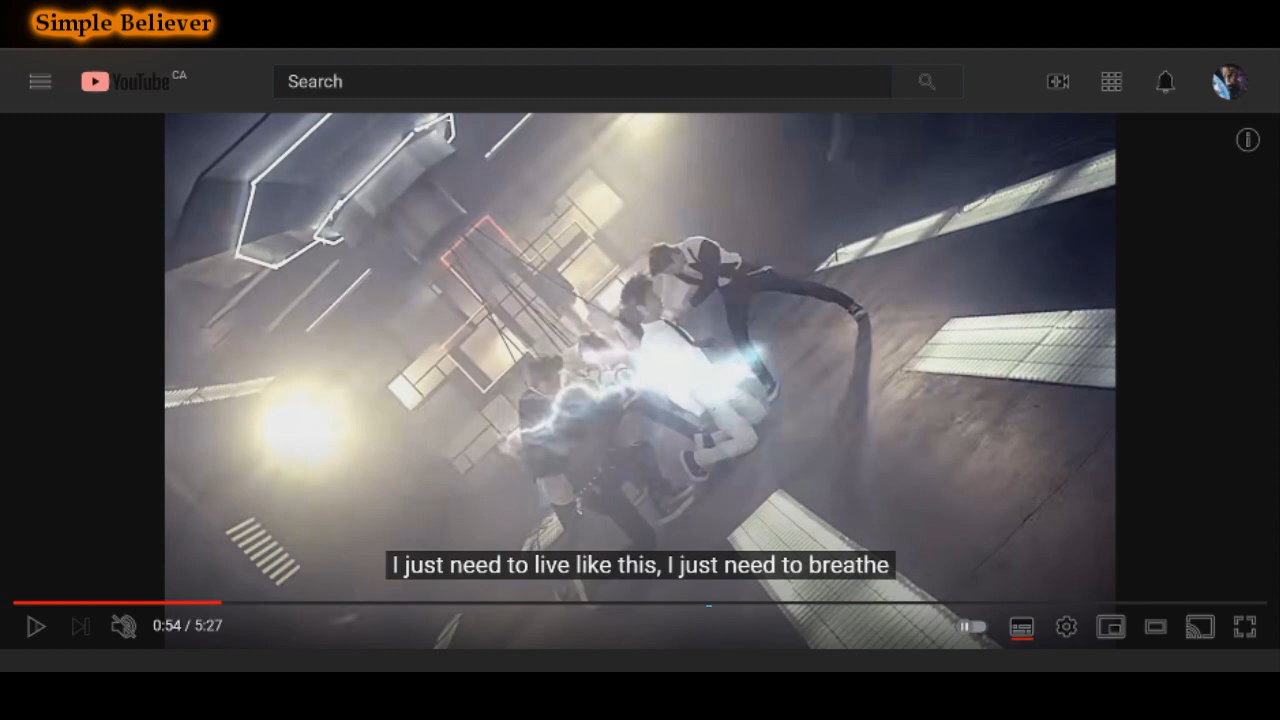 Simple Believer
YouTube CA
Search
I just need to live like this, I just need to breathe
0:54 / 5:27